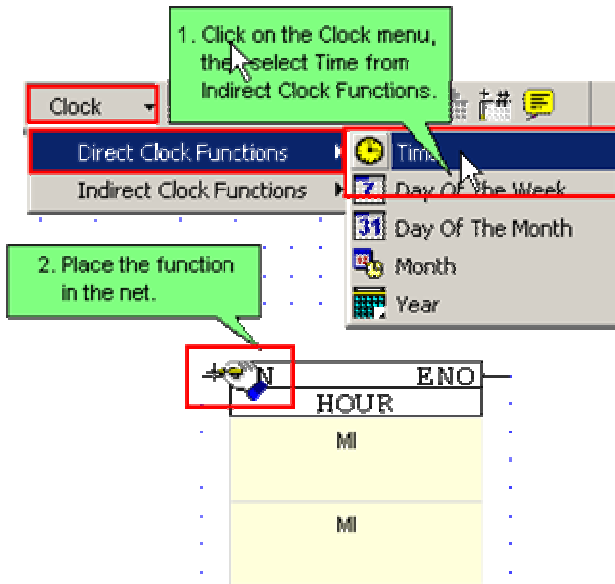 1. Click on the Clock menu,
then select Time from
Indirect Clock Functions.
Clock
Direct Clock Functions
Indirect Clock Functions
Time
7 Day Of The Week
31 Day Of The Month
Month
Year
2. Place the function
in the net.
ENO
HOUR
MI
MI